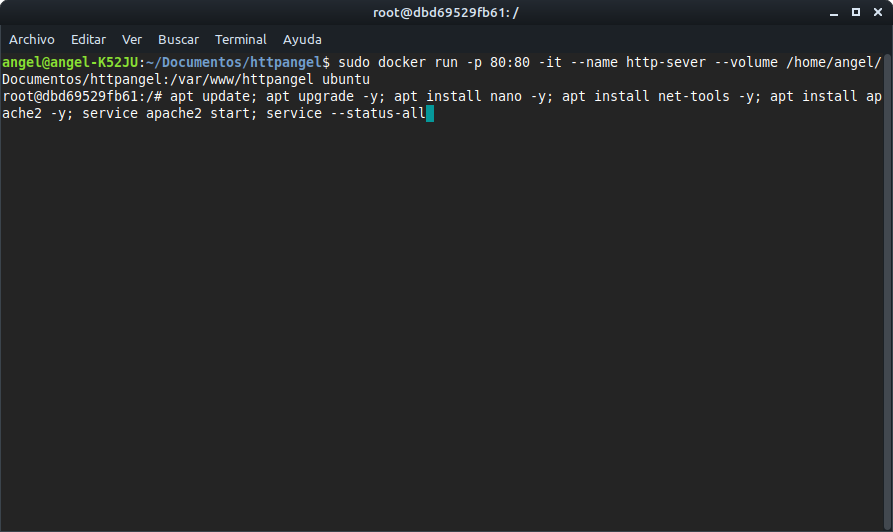 root@dbd69529fb61: /
Archivo Editar Ver Buscar Terminal Ayuda
angel@angel-K52JU:~/Documentos/httpangel$ sudo docker run -p 80:80 -it --name http-sever --volume /home/angel/
Documentos/httpangel:/var/www/httpangel ubuntu
root@dbd69529fb61:/# apt update; apt upgrade -y; apt install nano -y; apt install net-tools -y; apt install ap
ache2 -y; service apache2 start; service --status-all